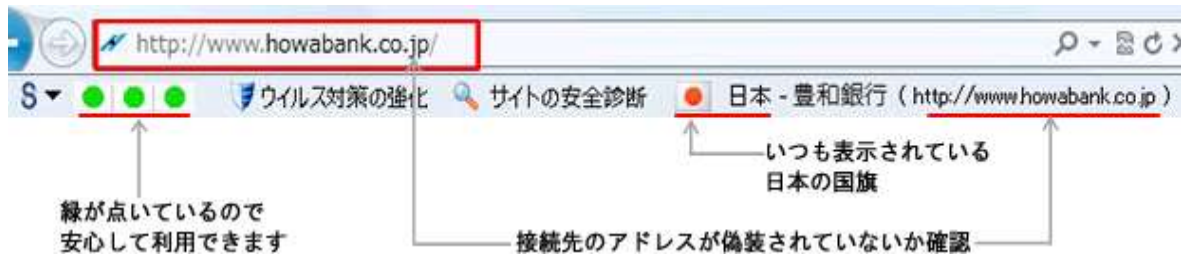 http://www.howabank.co.jp/
S ウイルス対策の強化 サイトの安全診断 日本 - 豊和銀行 ( http://www.howabank.co.jp )
いつも表示されている
日本の国旗
緑が点いているので
安心して利用できます
接続先のアドレスが偽装されていないか確認